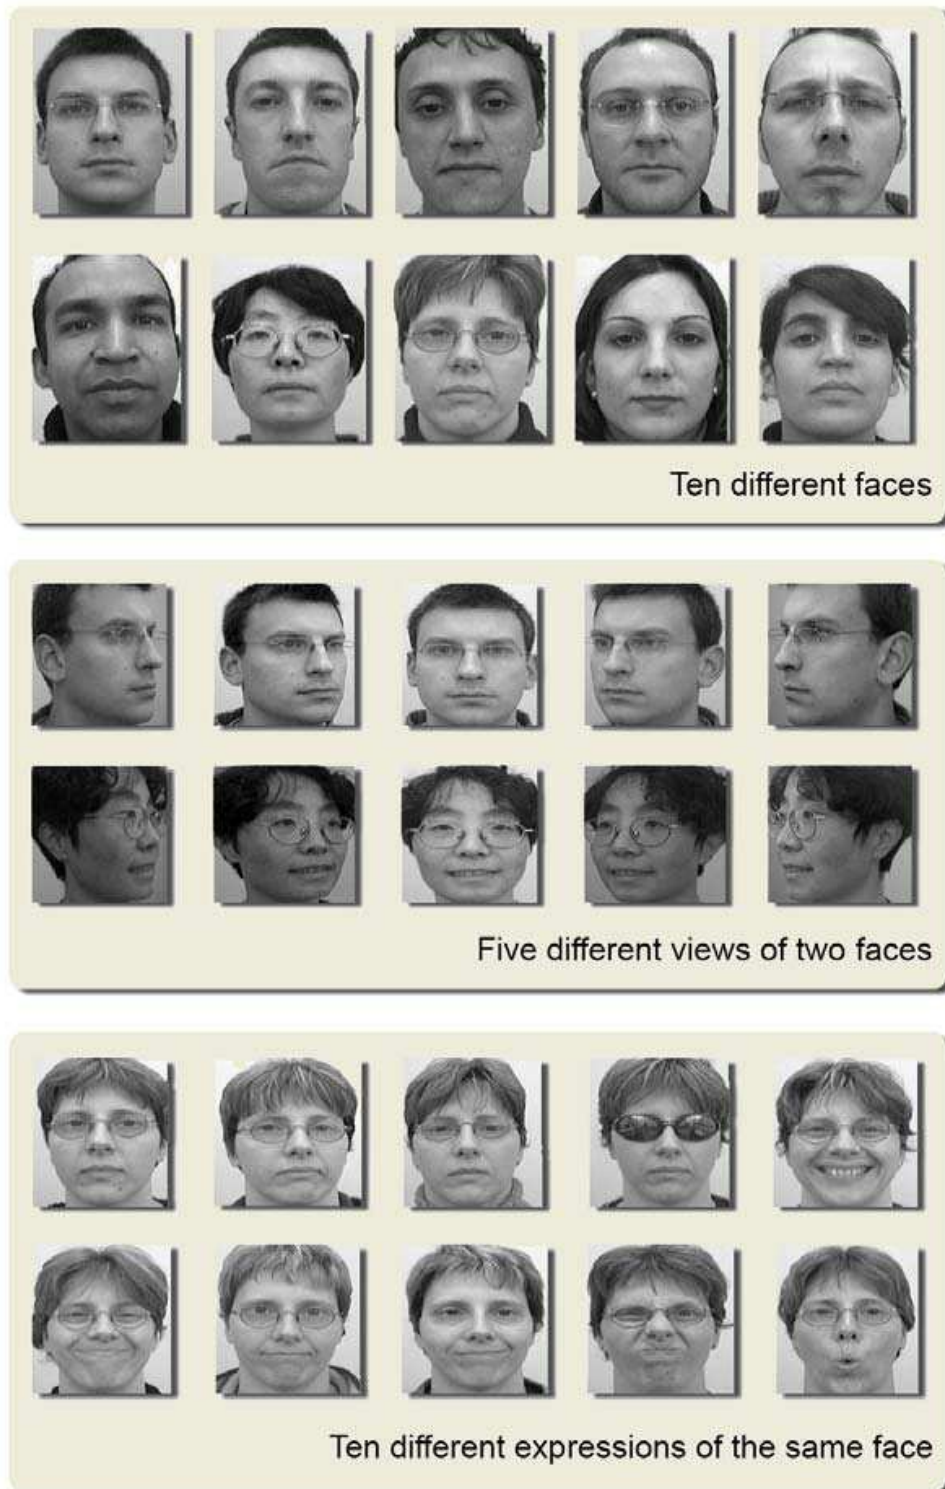 Ten different faces
Five different views of two faces
Ten different expressions of the same face